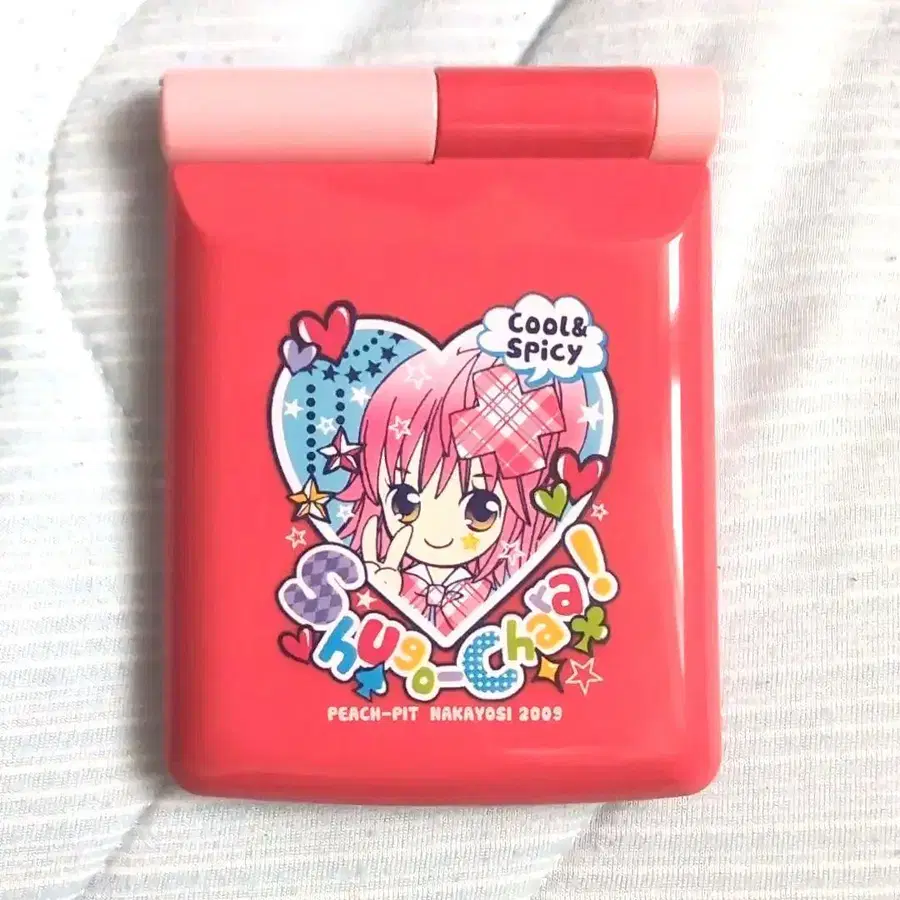 Cool&
Spicy
Shugo-Chara!
PEACH-PIT NAKAYOSI 2009